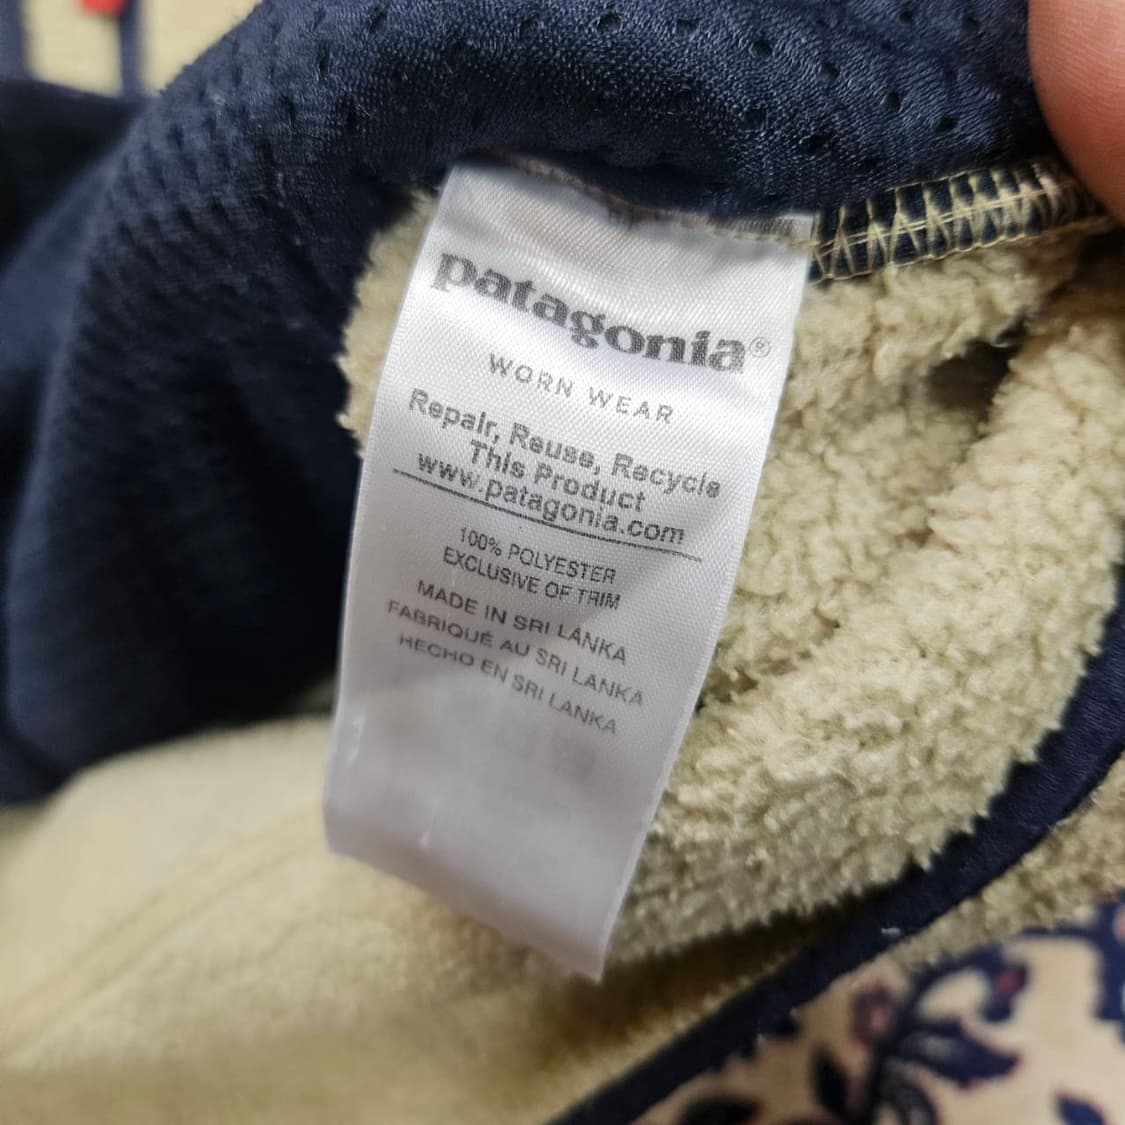 patagonia®
WORN WEAR
Repair, Reuse, Recycle
This Product
www.patagonia.com
100% POLYESTER
EXCLUSIVE OF TRIM
MADE IN SRI LANKA
FABRIQUÉ AU SRI LANKA
HECHO EN SRI LANKA